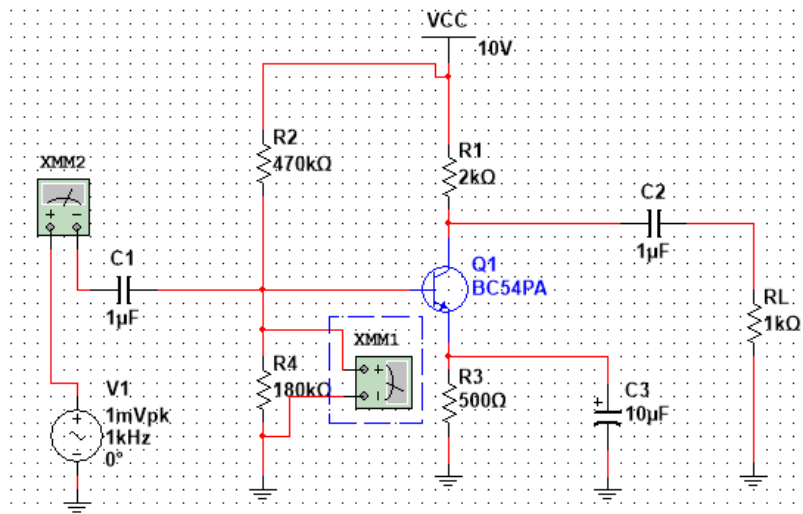 VCC
10V
R2
470kΩ
R1
2kΩ
XMM2
C2
1µF
C1
1µF
Q1
BC54PA
RL
1kΩ
XMM1
R4
180kΩ
R3
500Ω
C3
10µF
V1
1mVpk
1kHz
0°